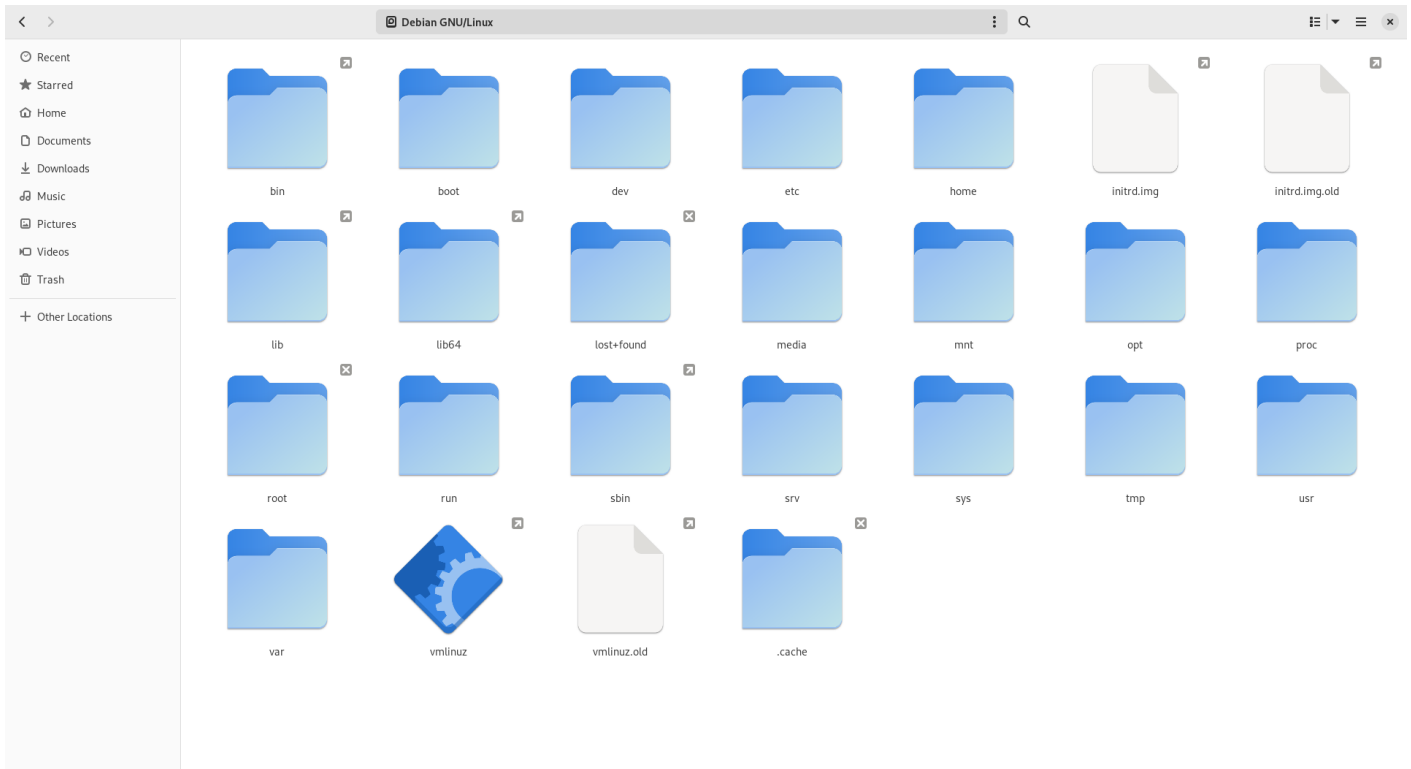 Debian GNU/Linux
Recent
Starred
Home
Documents
Downloads
Music
Pictures
Videos
Trash
Other Locations
bin boot dev etc home initrd.img initrd.img.old
lib lib64 lost+found media mnt opt proc
root run sbin srv sys tmp usr
var vmlinuz vmlinuz.old .cache